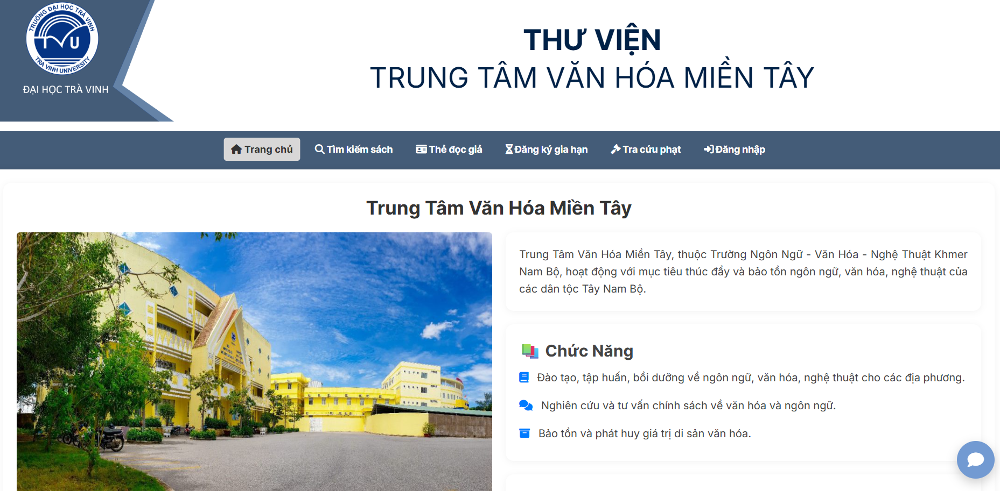 TRƯỜNG ĐẠI HỌC TRÀ VINH
TVU
TRA VINH UNIVERSITY
ĐẠI HỌC TRÀ VINH
THƯ VIỆN
TRUNG TÂM VĂN HÓA MIỀN TÂY
Trang chủ
Tìm kiếm sách
Thẻ đọc giả
Đăng ký gia hạn
Tra cứu phạt
Đăng nhập
Trung Tâm Văn Hóa Miền Tây
Trung Tâm Văn Hóa Miền Tây, thuộc Trường Ngôn Ngữ - Văn Hóa - Nghệ Thuật Khmer
Nam Bộ, hoạt động với mục tiêu thúc đẩy và bảo tồn ngôn ngữ, văn hóa, nghệ thuật của
các dân tộc Tây Nam Bộ.
Chức Năng
Đào tạo, tập huấn, bồi dưỡng về ngôn ngữ, văn hóa, nghệ thuật cho các địa phương.
Nghiên cứu và tư vấn chính sách về văn hóa và ngôn ngữ.
Bảo tồn và phát huy giá trị di sản văn hóa.